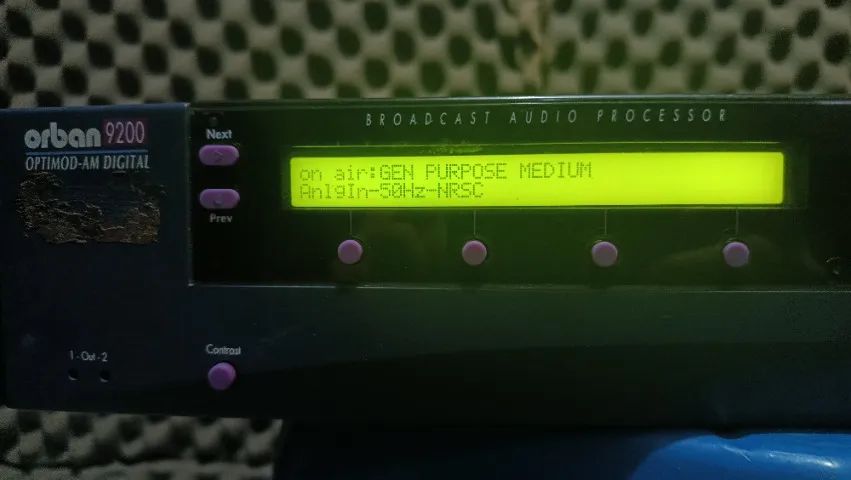 BROADCAST AUDIO PROCESSOR
orban 9200
OPTIMOD-AM DIGITAL
Next
Prev
on air:GEN PURPOSE MEDIUM
AnlgIn-50Hz-NRSC
1 - Out - 2
Contrast